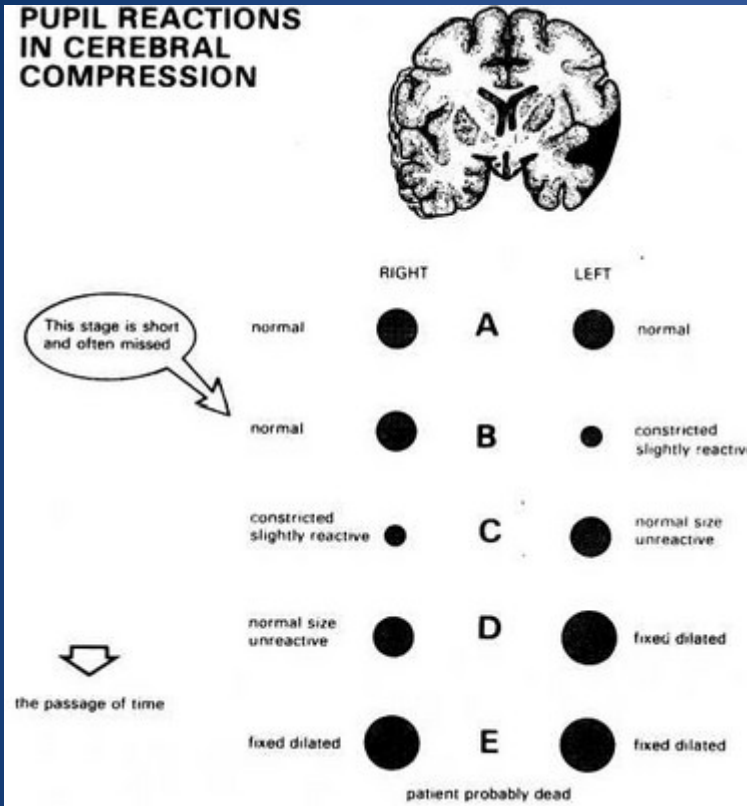 PUPIL REACTIONS
IN CEREBRAL
COMPRESSION
RIGHT
LEFT
This stage is short
and often missed
normal
A
normal
normal
B
constricted
slightly reactive
constricted
slightly reactive
C
normal size
unreactive
normal size
unreactive
D
fixed dilated
the passage of time
fixed dilated
E
fixed dilated
patient probably dead